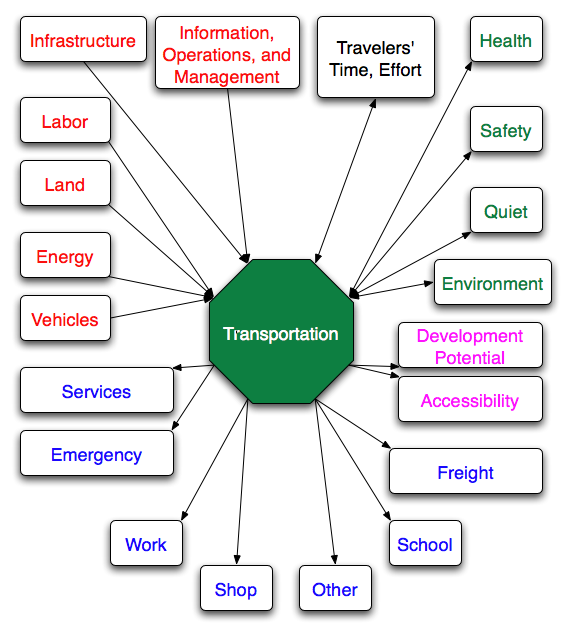 Infrastructure
Information,
Operations, and
Management
Travelers'
Time, Effort
Health
Labor
Safety
Land
Quiet
Energy
Environment
Vehicles
Transportation
Development
Potential
Services
Accessibility
Emergency
Freight
Work
School
Shop
Other